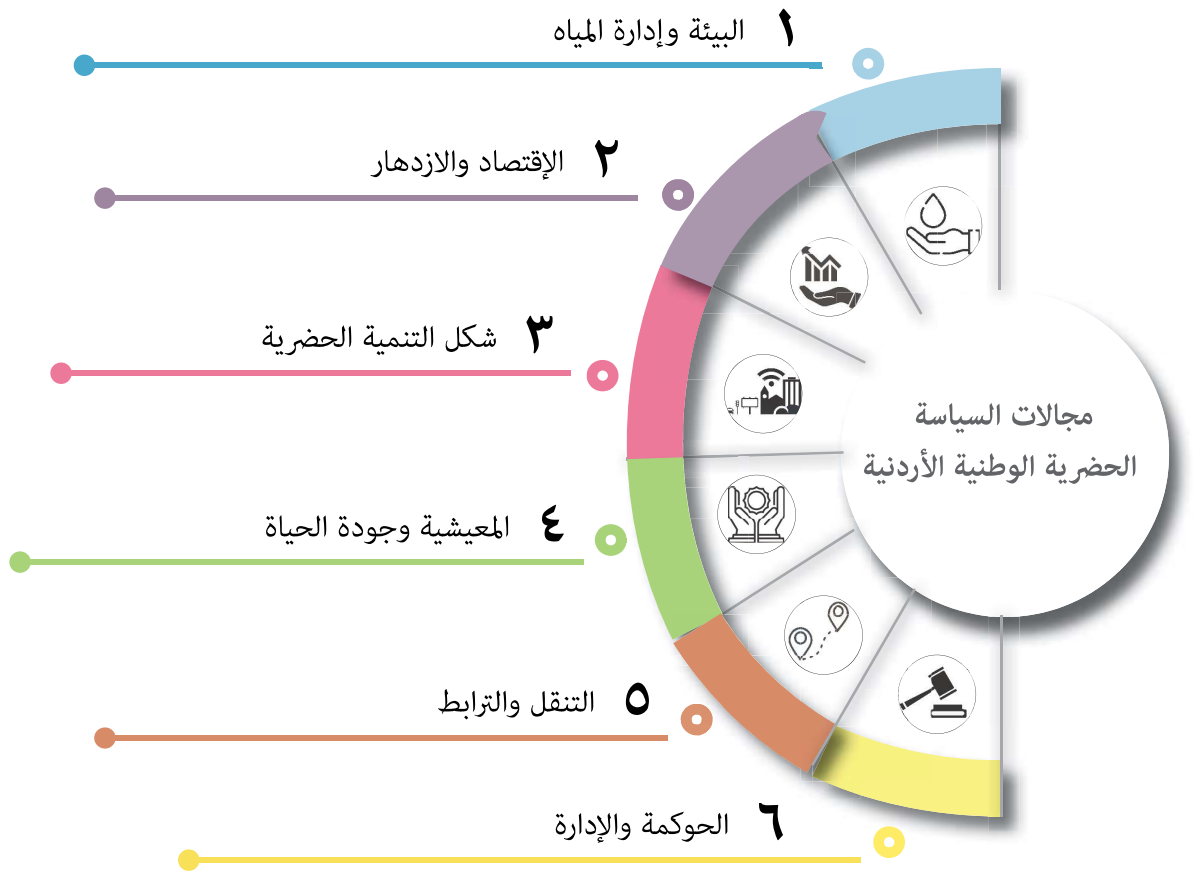 ١ البيئة وإدارة المياه
٢ الإقتصاد والازدهار
٣ شكل التنمية الحضرية
٤ المعيشية وجودة الحياة
٥ التنقل والترابط
٦ الحوكمة والإدارة
مجالات السياسة
الحضرية الوطنية الأردنية